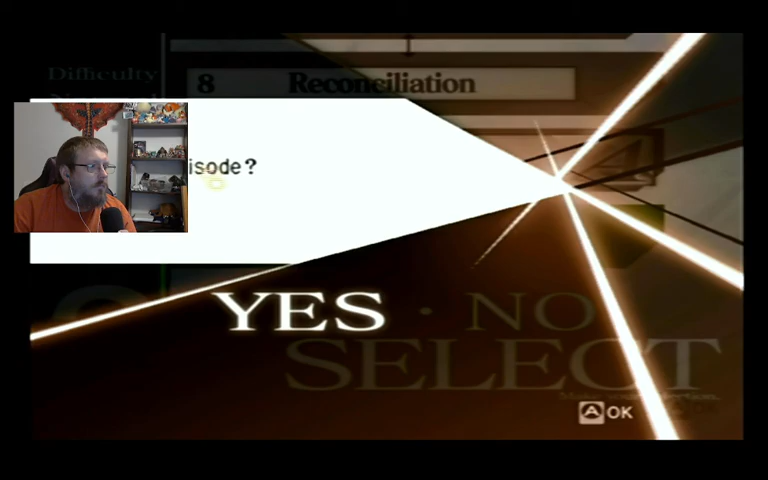 Difficulty
8 Reconciliation
isode?
YES · NO
SELECT
A OK